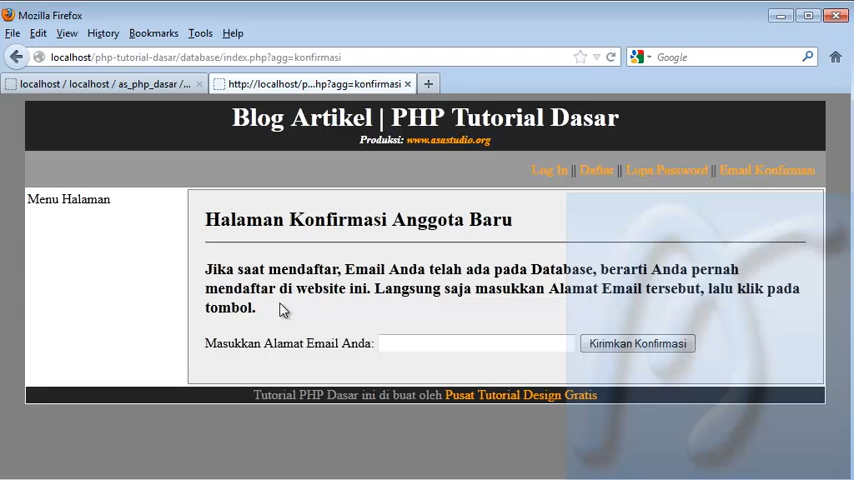 Mozilla Firefox
File Edit View History Bookmarks Tools Help
localhost/php-tutorial-dasar/database/index.php?agg=konfirmasi
Google
localhost / localhost / as_php_dasar /...
http://localhost/p...hp?agg=konfirmasi
Blog Artikel | PHP Tutorial Dasar
Produksi: www.asastudio.org
Log In || Daftar || Lupa Password || Email Konfirmasi
Menu Halaman
Halaman Konfirmasi Anggota Baru
Jika saat mendaftar, Email Anda telah ada pada Database, berarti Anda pernah
mendaftar di website ini. Langsung saja masukkan Alamat Email tersebut, lalu klik pada
tombol.
Masukkan Alamat Email Anda:
Kirimkan Konfirmasi
Tutorial PHP Dasar ini di buat oleh Pusat Tutorial Design Gratis